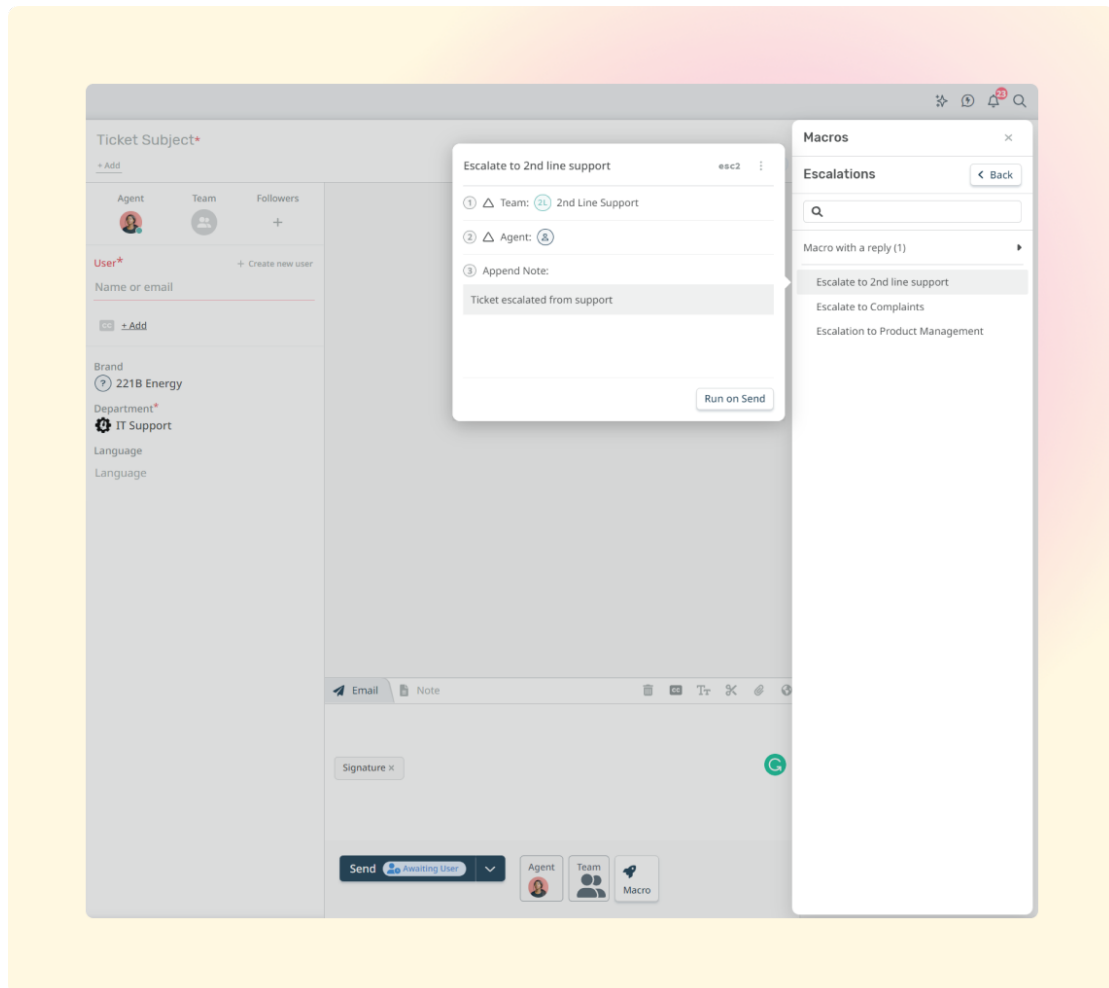 23
Ticket Subject*
+ Add
Agent Team Followers
User* + Create new user
Name or email
CC + Add
Brand
? 221B Energy
Department*
IT Support
Language
Language
Escalate to 2nd line support esc2
1 Team: 2L 2nd Line Support
2 Agent:
3 Append Note:
Ticket escalated from support
Run on Send
Macros ×
Escalations
Back
Macro with a reply (1)
Escalate to 2nd line support
Escalate to Complaints
Escalation to Product Management
Email Note CC TT
Signature ×
G
Send Awaiting User
Agent Team Macro